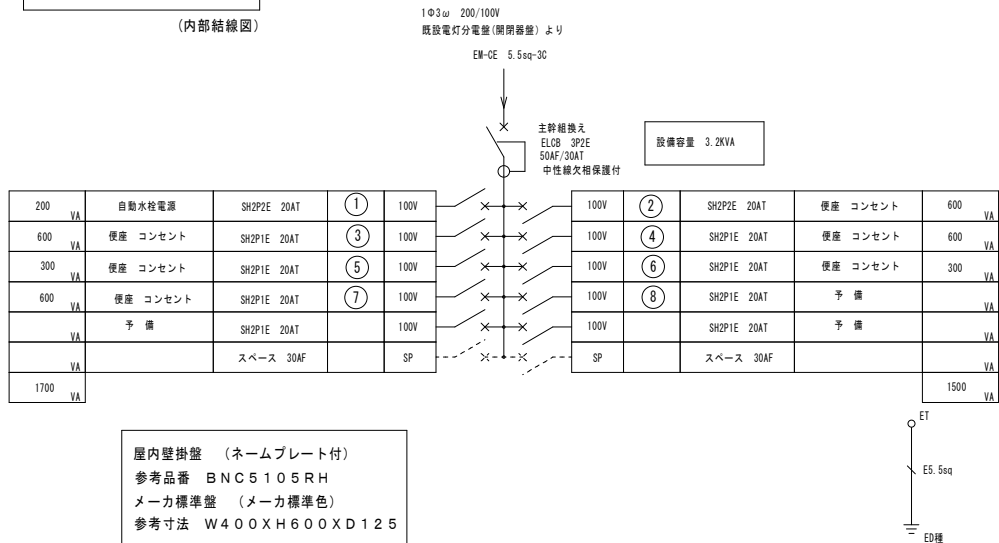 (内部結線図)
1Φ3ω 200/100V
既設電灯分電盤(開閉器盤) より
EM-CE 5.5sq-3C
主幹組換え
ELCB 3P2E
50AF/30AT
中性線欠相保護付
設備容量 3.2KVA
200 VA 自動水栓電源 SH2P2E 20AT ① 100V 100V ② SH2P2E 20AT 便座 コンセント 600 VA
600 VA 便座 コンセント SH2P1E 20AT ③ 100V 100V ④ SH2P1E 20AT 便座 コンセント 600 VA
300 VA 便座 コンセント SH2P1E 20AT ⑤ 100V 100V ⑥ SH2P1E 20AT 便座 コンセント 300 VA
600 VA 便座 コンセント SH2P1E 20AT ⑦ 100V 100V ⑧ SH2P1E 20AT 予 備 VA
VA 予 備 SH2P1E 20AT 100V 100V SH2P1E 20AT 予 備 VA
VA スペース 30AF SP SP スペース 30AF VA
1700 VA 1500 VA
屋内壁掛盤 (ネームプレート付)
参考品番 BNC5105RH
メーカ標準盤 (メーカ標準色)
参考寸法 W400XH600XD125
ET
E5.5sq
ED種